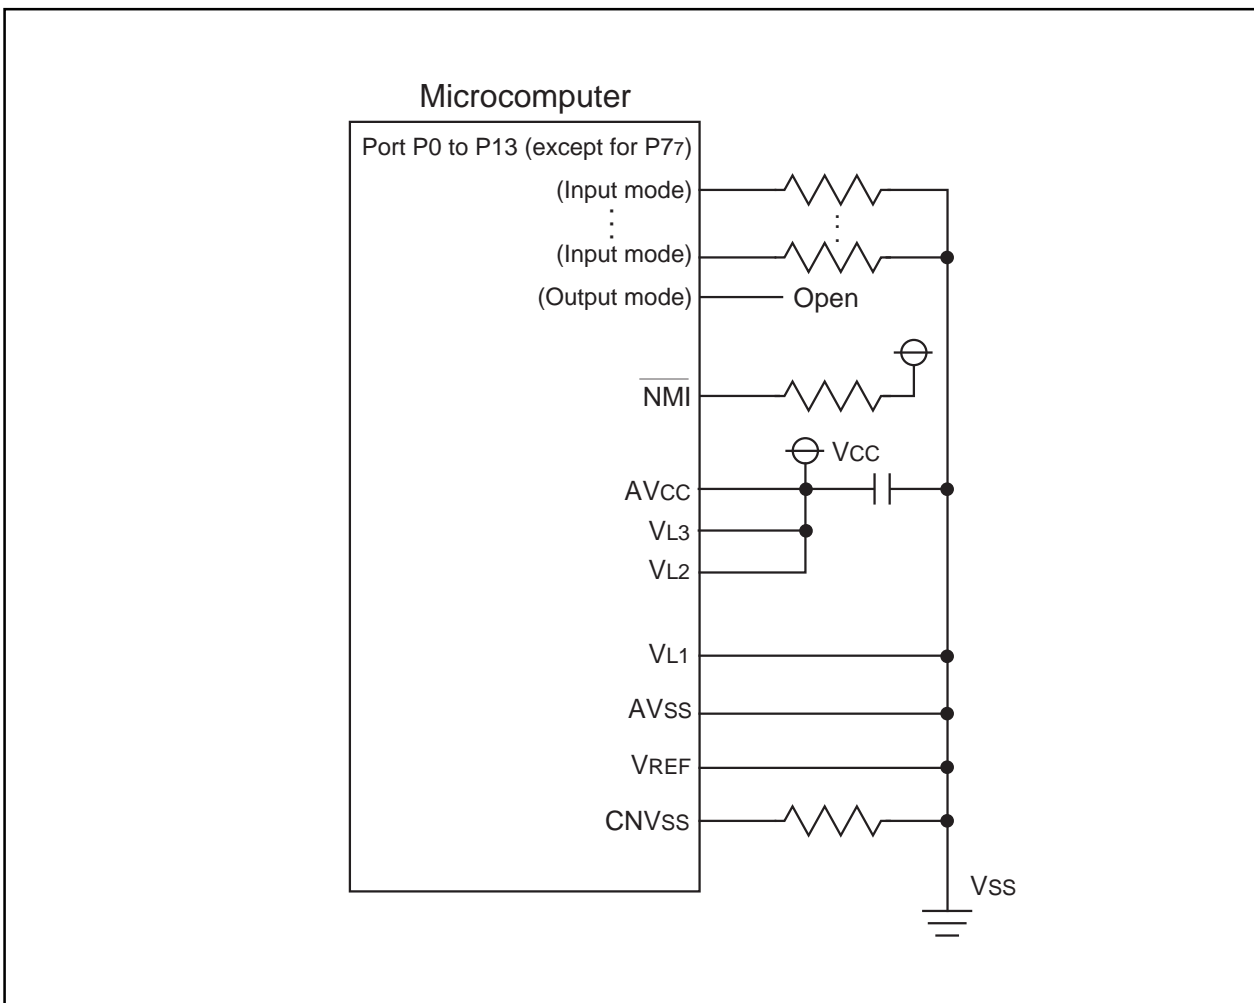 Microcomputer
Port P0 to P13 (except for P77)
(Input mode)
(Input mode)
(Output mode)
Open
NMI
VCC
AVCC
VL3
VL2
VL1
AVSS
VREF
CNVSS
VSS